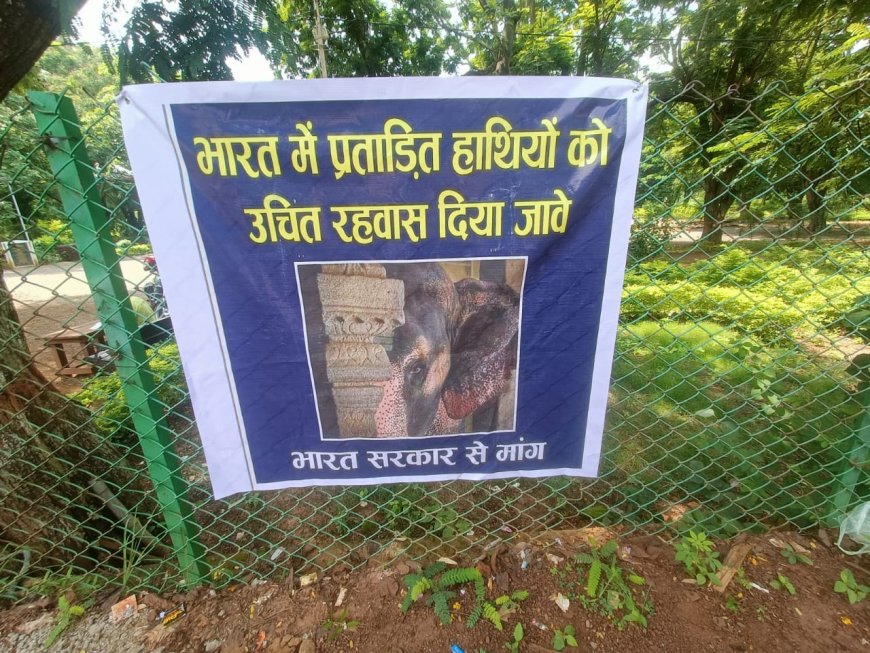 भारत में प्रताड़ित हाथियों को
उचित रहवास दिया जावे
भारत सरकार से मांग